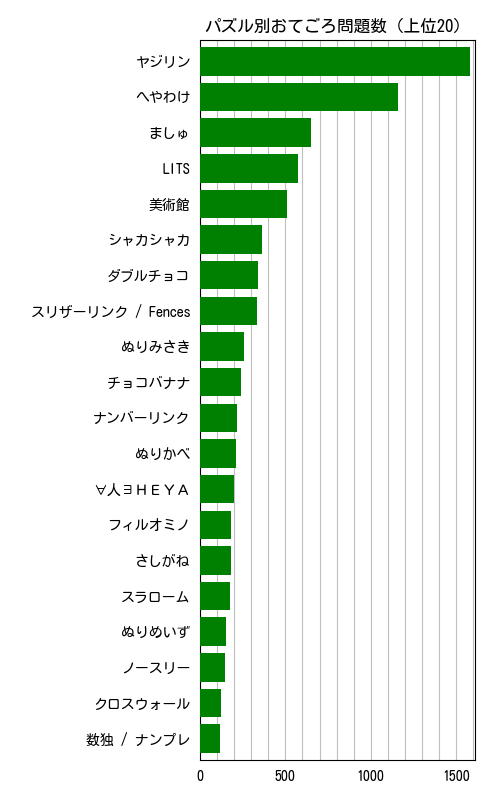 パズル別おてごろ問題数 (上位20)
ヤジリン
へやわけ
ましゅ
LITS
美術館
シャカシャカ
ダブルチョコ
スリザーリンク / Fences
ぬりみさき
チョコバナナ
ナンバーリンク
ぬりかべ
∀人∃ＨＥＹＡ
フィルオミノ
さしがね
スラローム
ぬりめいず
ノースリー
クロスウォール
数独 / ナンプレ
0 500 1000 1500